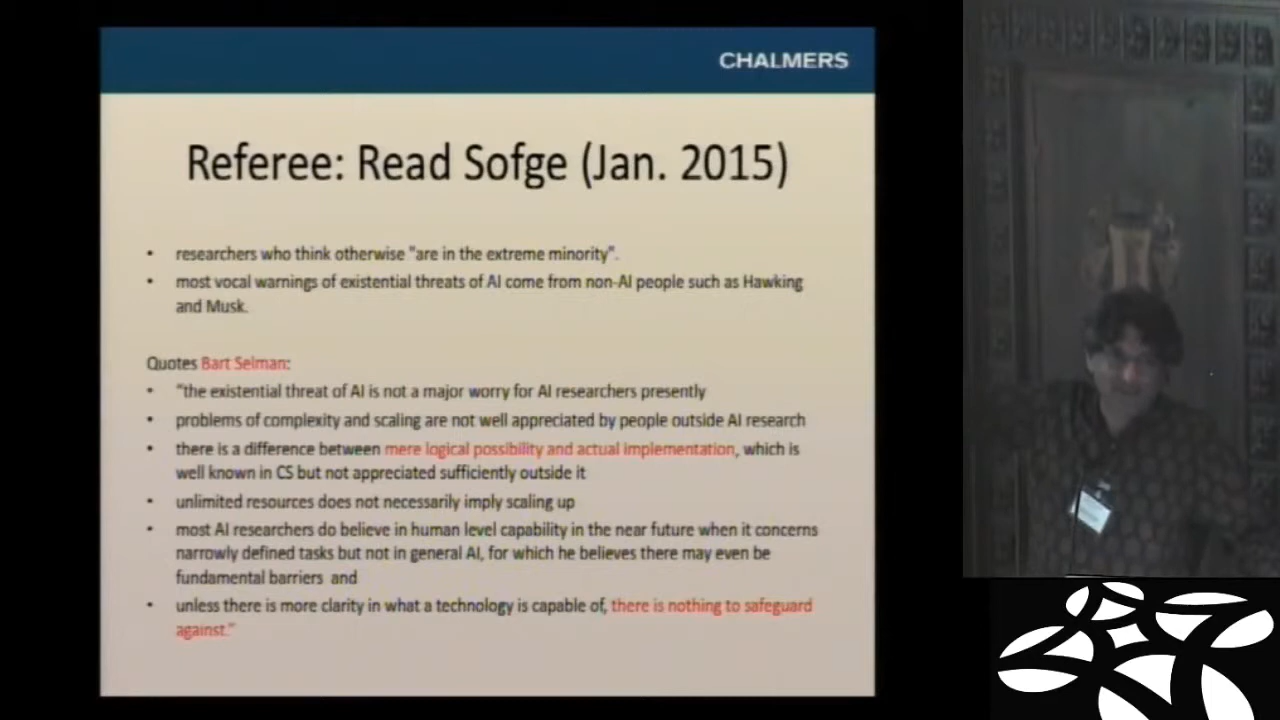 CHALMERS
Referee: Read Sofge (Jan. 2015)
• researchers who think otherwise "are in the extreme minority".
• most vocal warnings of existential threats of AI come from non-AI people such as Hawking
and Musk.
Quotes Bart Selman:
• "the existential threat of AI is not a major worry for AI researchers presently
• problems of complexity and scaling are not well appreciated by people outside AI research
• there is a difference between mere logical possibility and actual implementation, which is
well known in CS but not appreciated sufficiently outside it
• unlimited resources does not necessarily imply scaling up
• most AI researchers do believe in human level capability in the near future when it concerns
narrowly defined tasks but not in general AI, for which he believes there may even be
fundamental barriers and
• unless there is more clarity in what a technology is capable of, there is nothing to safeguard
against."